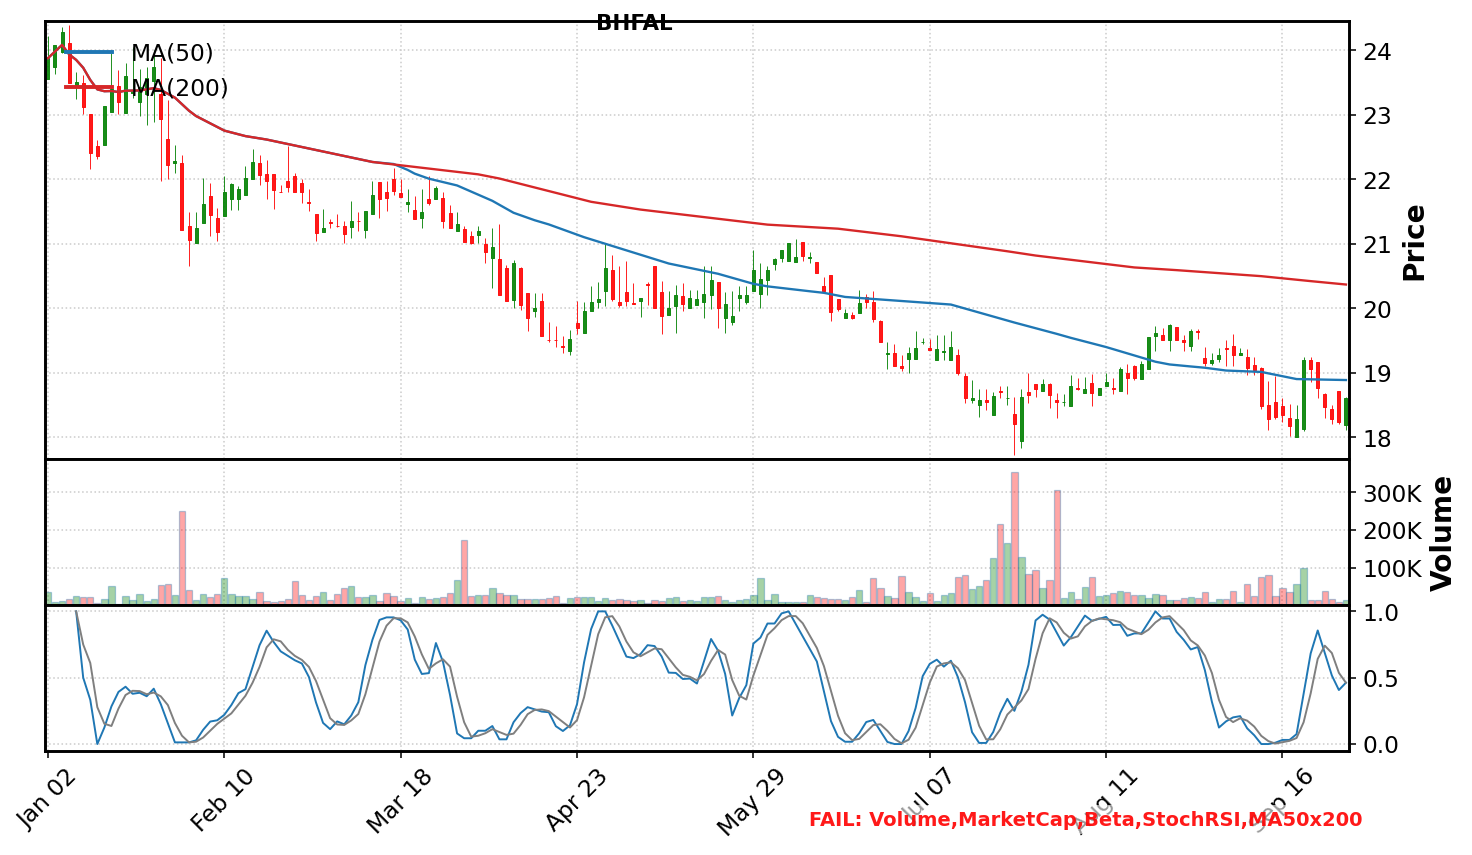 BHFAL
MA(50)
MA(200)
24
23
22
21
20
19
18
Price
300K
200K
100K
Volume
1.0
0.5
0.0
Jan 02
Feb 10
Mar 18
Apr 23
May 29
Jul 07
Aug 11
Sep 16
FAIL: Volume,MarketCap,Beta,StochRSI,MA50x200